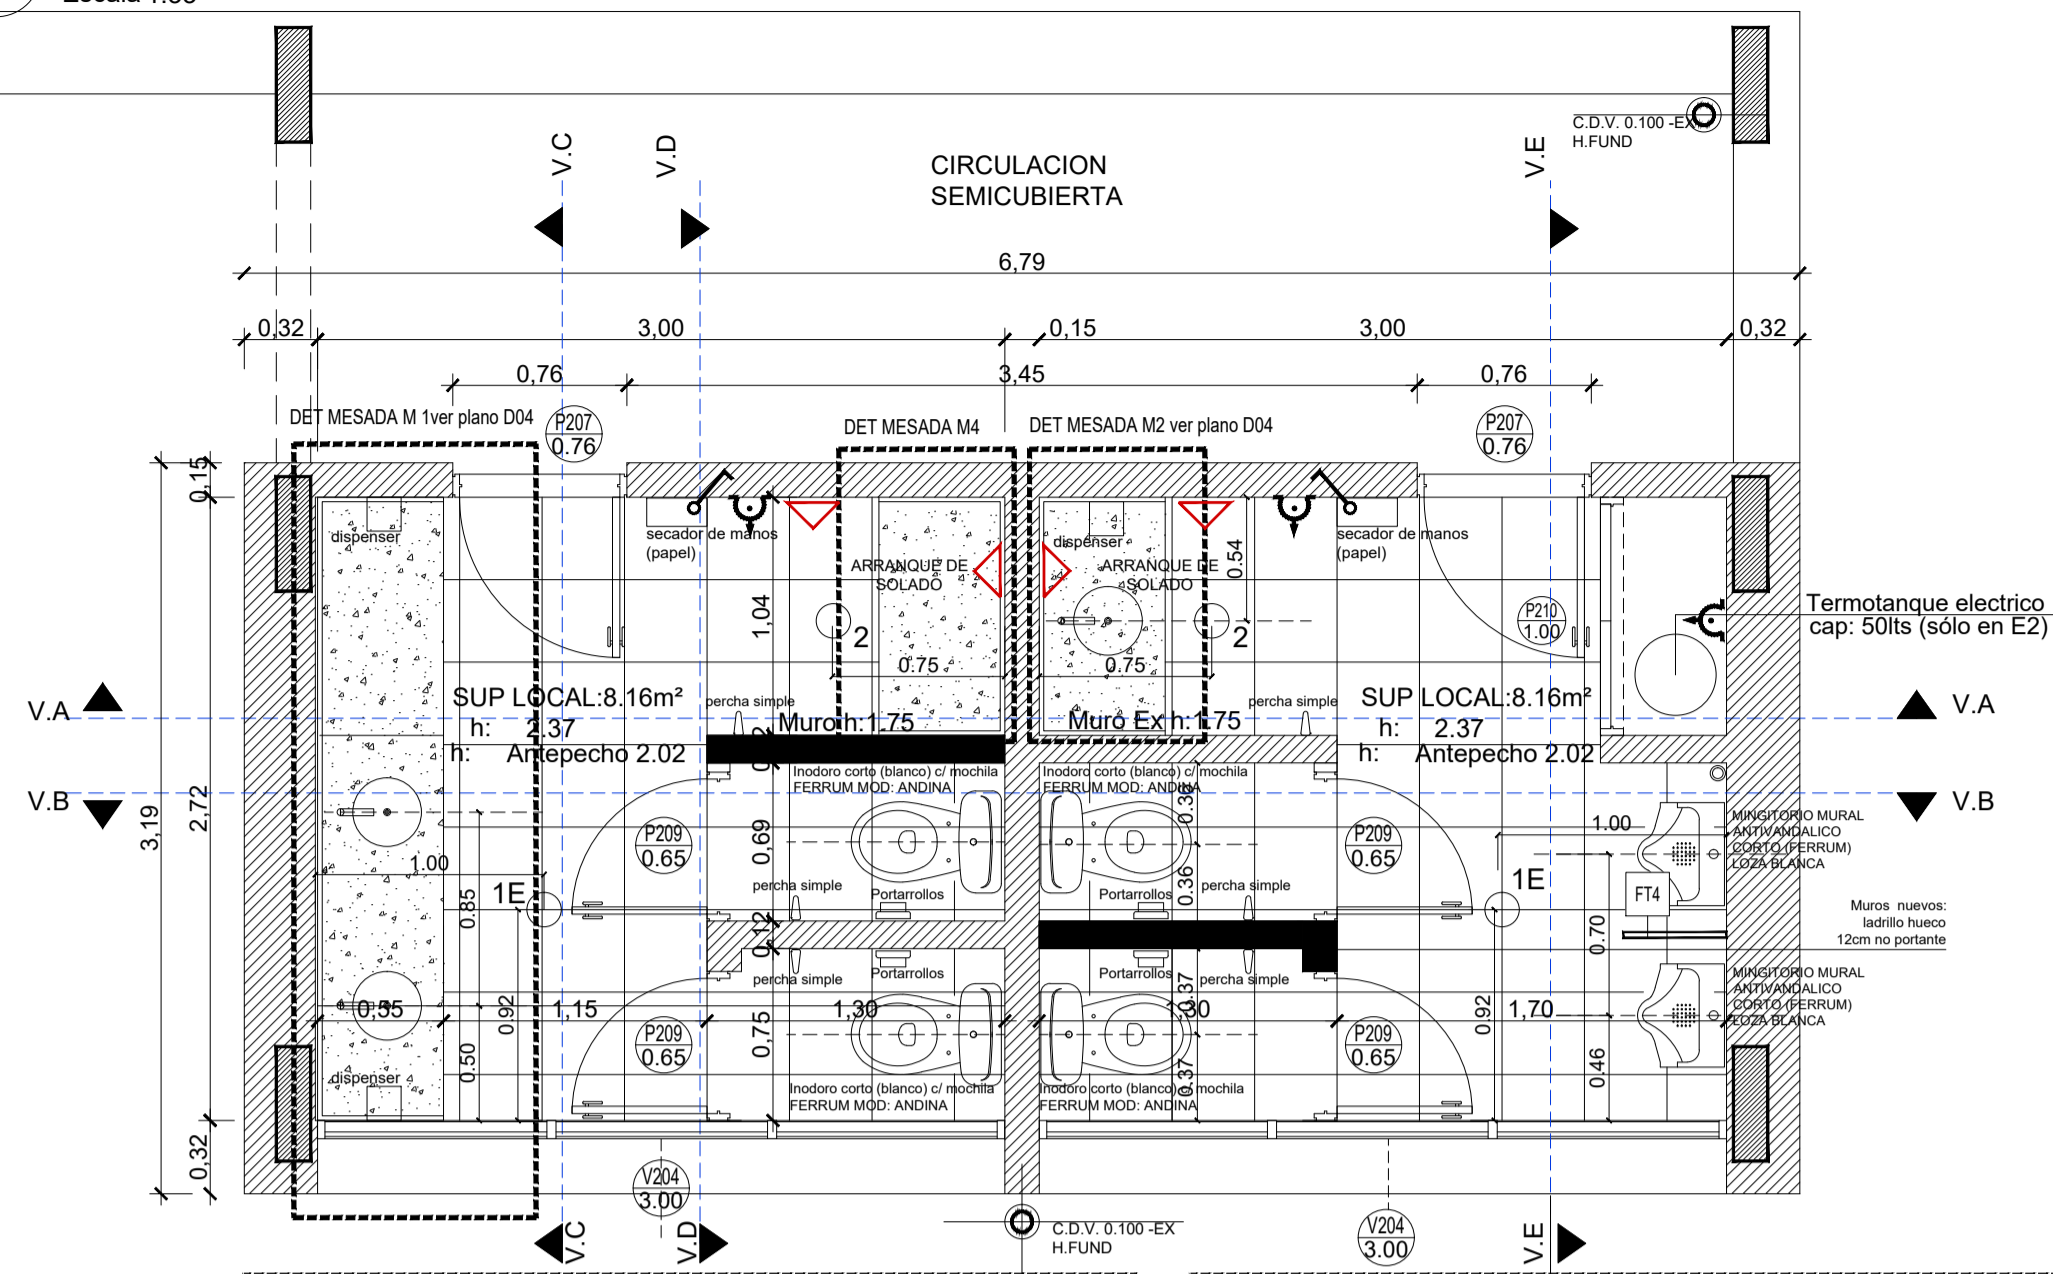 C.D.V. 0.100 -EX
H.FUND
V.C
V.D
V.E
CIRCULACION
SEMICUBIERTA
6,79
0,32
3,00
0,15
3,00
0,32
0,76
3,45
0,76
DET MESADA M 1ver plano D04
P207
0.76
DET MESADA M4
DET MESADA M2 ver plano D04
P207
0.76
0,15
dispenser
secador de manos
(papel)
ARRANQUE DE
SOLADO
dispenser
ARRANQUE DE
SOLADO
0.54
secador de manos
(papel)
1,04
2
0.75
0.75
2
P210
1.00
Termotanque electrico
cap: 50lts (sólo en E2)
V.A
SUP LOCAL:8.16m²
h: 2.37
h: Antepecho 2.02
percha simple
Muro h:1.75
Muro Ex h:1.75
percha simple
SUP LOCAL:8.16m²
h: 2.37
h: Antepecho 2.02
V.A
V.B
Inodoro corto (blanco) c/ mochila
FERRUM MOD: ANDINA
Inodoro corto (blanco) c/ mochila
FERRUM MOD: ANDINA
V.B
3,19
2,72
P209
0.65
0,69
0.36
P209
0.65
1.00
MINGITORIO MURAL
ANTIVANDALICO
CORTO (FERRUM)
LOZA BLANCA
1.00
1E
0.85
percha simple
Portarrollos
Portarrollos
0.36
percha simple
1E
FT4
0.70
Muros nuevos:
ladrillo hueco
12cm no portante
0,12
percha simple
Portarrollos
Portarrollos
0.37
percha simple
MINGITORIO MURAL
ANTIVANDALICO
CORTO (FERRUM)
LOZA BLANCA
0,55
0.92
1,15
1,30
0.92
1,70
P209
0.65
0,75
P209
0.65
0.50
0.46
dispenser
Inodoro corto (blanco) c/ mochila
FERRUM MOD: ANDINA
Inodoro corto (blanco) c/ mochila
FERRUM MOD: ANDINA
0.37
0,32
V204
3.00
V204
3.00
V.C
V.D
V.E
C.D.V. 0.100 -EX
H.FUND